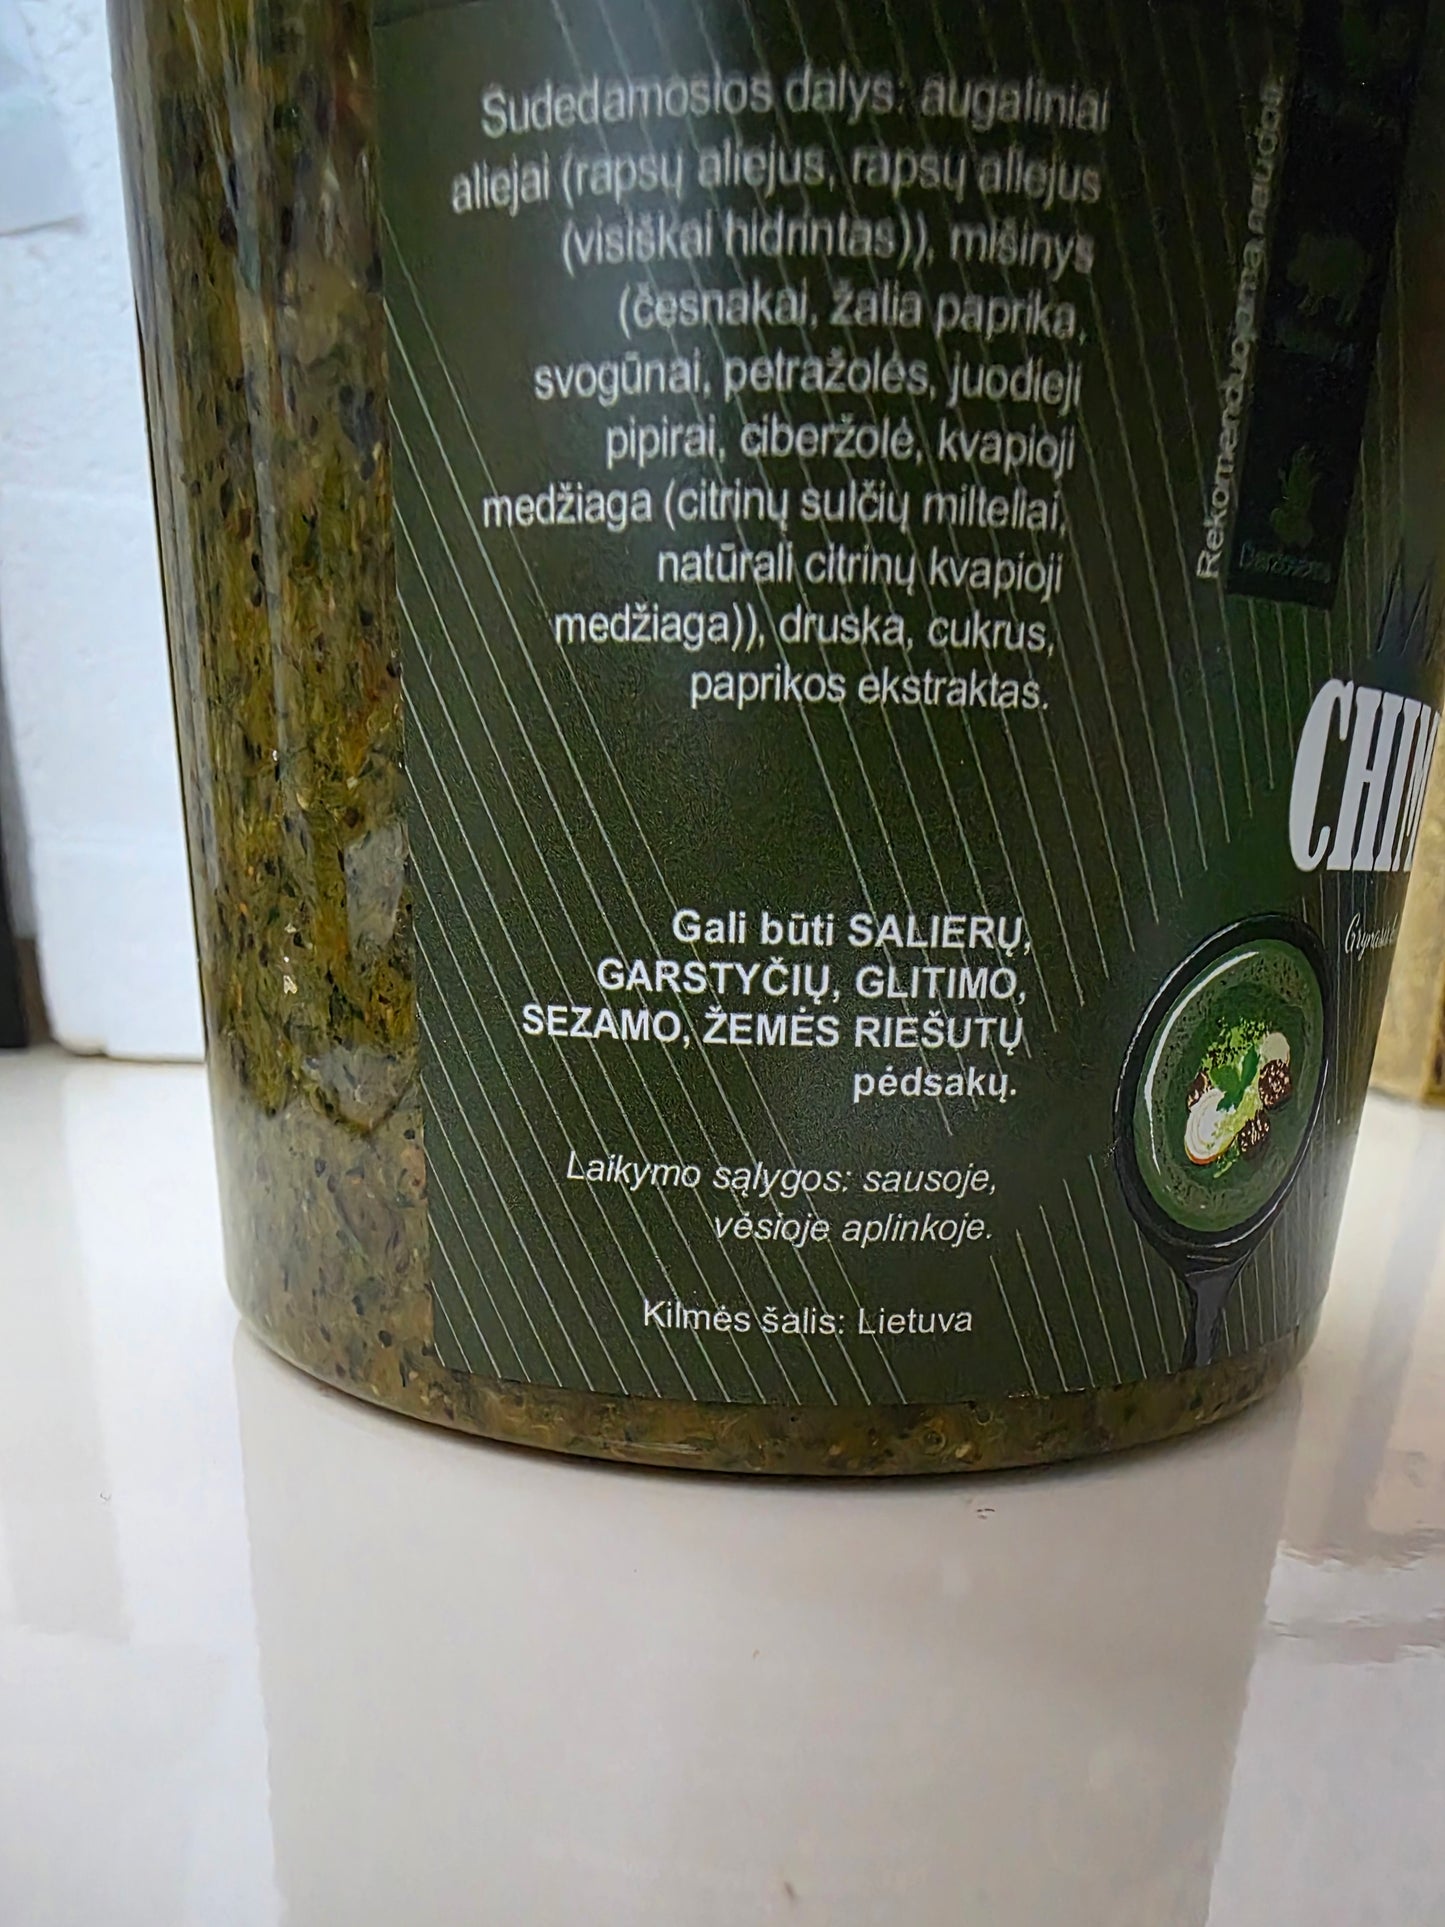 Sudedamosios dalys: augaliniai
aliejai (rapsų aliejus, rapsų aliejus
(visiškai hidrintas)), mišinys
(česnakai, žalia paprika,
svogūnai, petražolės, juodieji
pipirai, ciberžolė, kvapioji
medžiaga (citrinų sulčių milteliai,
natūrali citrinų kvapioji
medžiaga)), druska, cukrus,
paprikos ekstraktas.
Gali būti SALIERŲ,
GARSTYČIŲ, GLITIMO,
SEZAMO, ŽEMĖS RIEŠUTŲ
pėdsakų.
Laikymo sąlygos: sausoje,
vėsioje aplinkoje.
Kilmės šalis: Lietuva
Rekomenduojama naudoti:
CHIM